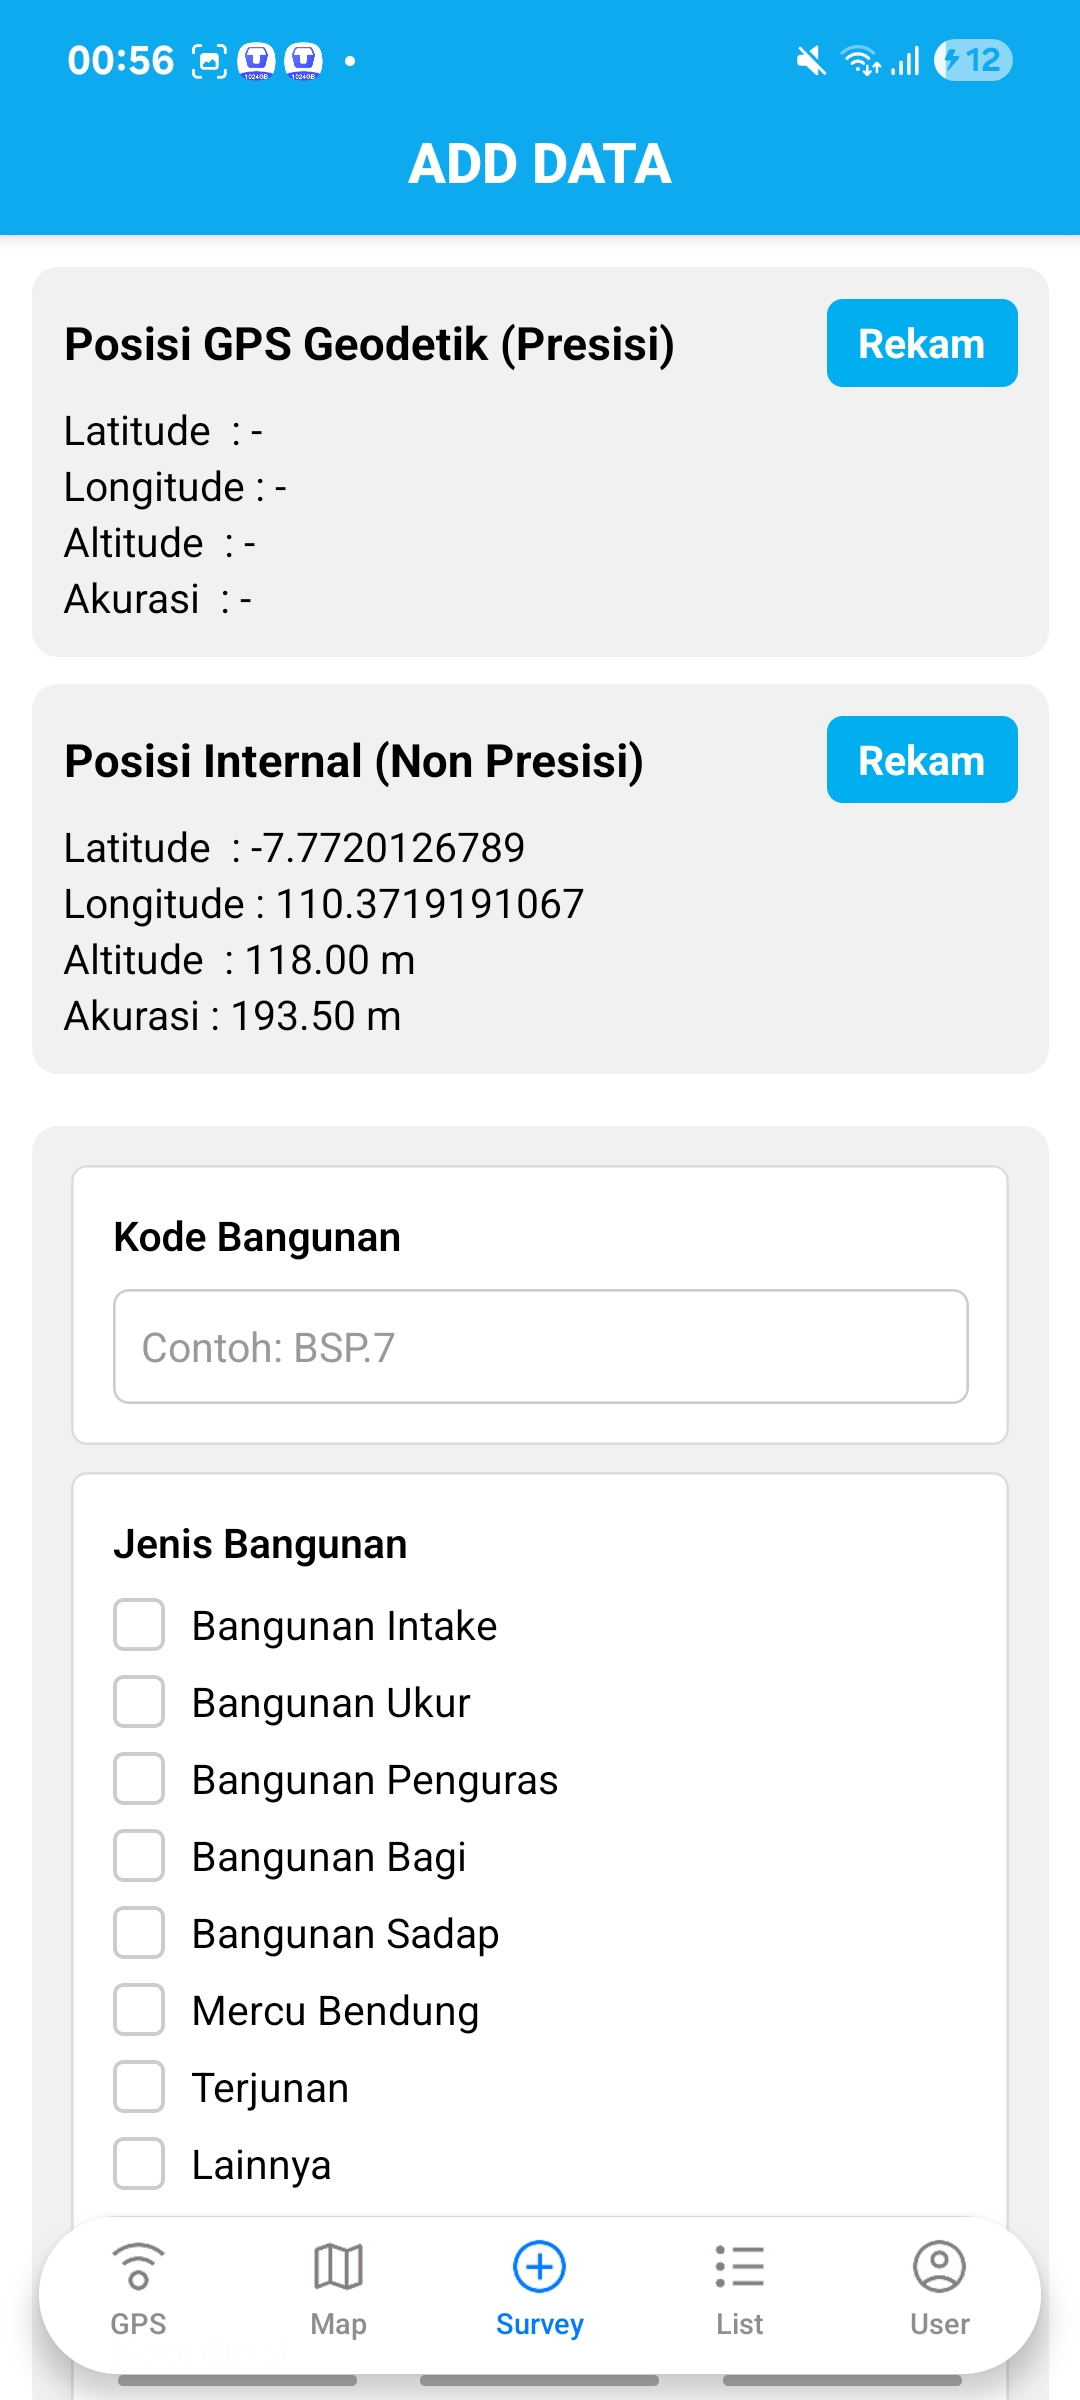 00:56
1024GB 1024GB
12
ADD DATA
Posisi GPS Geodetik (Presisi)
Rekam
Latitude : -
Longitude : -
Altitude : -
Akurasi : -
Posisi Internal (Non Presisi)
Rekam
Latitude : -7.7720126789
Longitude : 110.3719191067
Altitude : 118.00 m
Akurasi : 193.50 m
Kode Bangunan
Contoh: BSP.7
Jenis Bangunan
Bangunan Intake
Bangunan Ukur
Bangunan Penguras
Bangunan Bagi
Bangunan Sadap
Mercu Bendung
Terjunan
Lainnya
GPS
Map
Survey
List
User